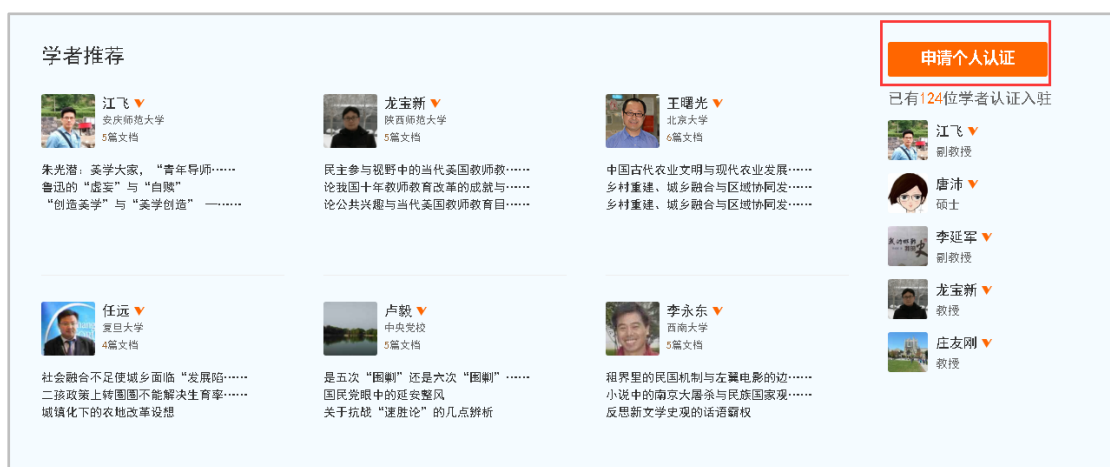 学者推荐
江飞
安庆师范大学
5篇文档
朱光潜：美学大家，“青年导师……
鲁迅的“虚妄”与“自赎”
“创造美学”与“美学创造” ——……
龙宝新
陕西师范大学
5篇文档
民主参与视野中的当代美国教师教……
论我国十年教师教育改革的成就与……
论公共兴趣与当代美国教师教育目……
王曙光
北京大学
6篇文档
中国古代农业文明与现代农业发展……
乡村重建、城乡融合与区域协同发……
乡村重建、城乡融合与区域协同发……
任远
复旦大学
4篇文档
社会融合不足使城乡面临“发展陷……
二孩政策上转圈圈不能解决生育率……
城镇化下的农地改革设想
卢毅
中央党校
5篇文档
是五次“围剿”还是六次“围剿”……
国民党眼中的延安整风
关于抗战“速胜论”的几点辨析
李永东
西南大学
5篇文档
租界里的民国机制与左翼电影的边……
小说中的南京大屠杀与民族国家观……
反思新文学史观的话语霸权
申请个人认证
已有124位学者认证入驻
江飞
副教授
唐沛
硕士
李延军
副教授
龙宝新
教授
庄友刚
教授